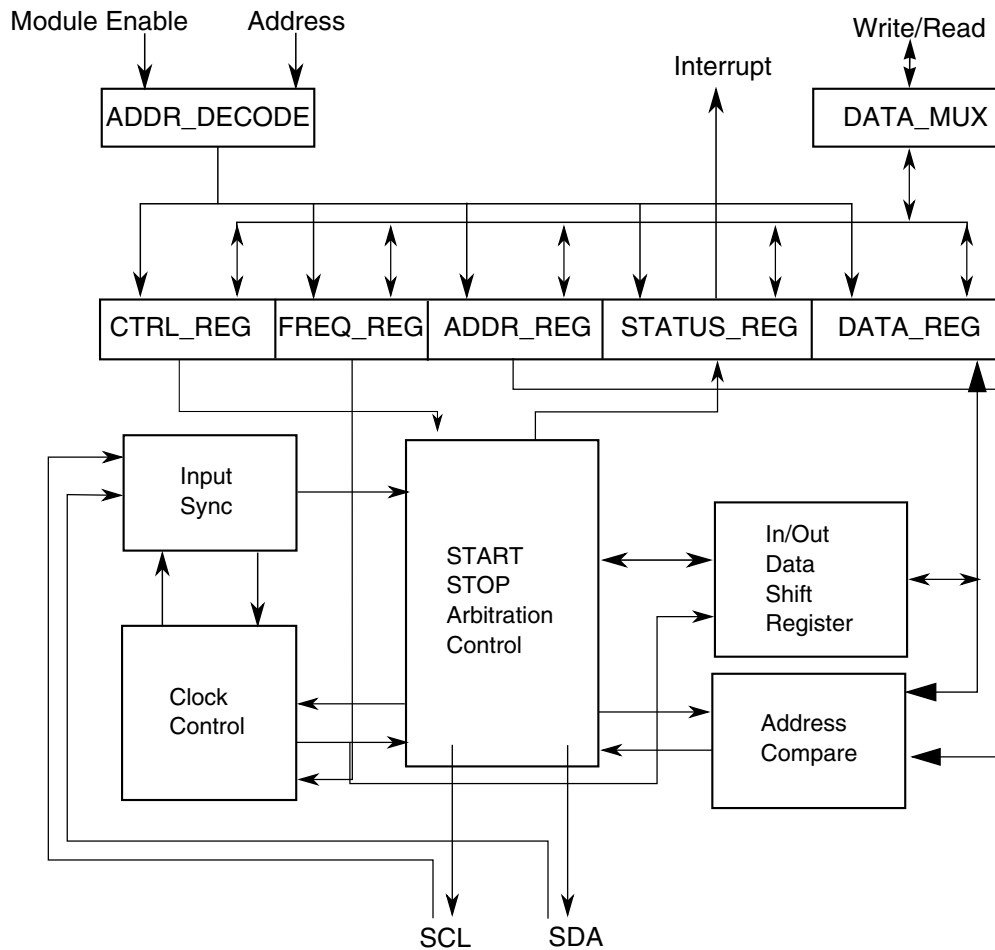 Module Enable
Address
Write/Read
Interrupt
ADDR_DECODE
DATA_MUX
CTRL_REG
FREQ_REG
ADDR_REG
STATUS_REG
DATA_REG
Input
Sync
START
STOP
Arbitration
Control
In/Out
Data
Shift
Register
Clock
Control
Address
Compare
SCL
SDA